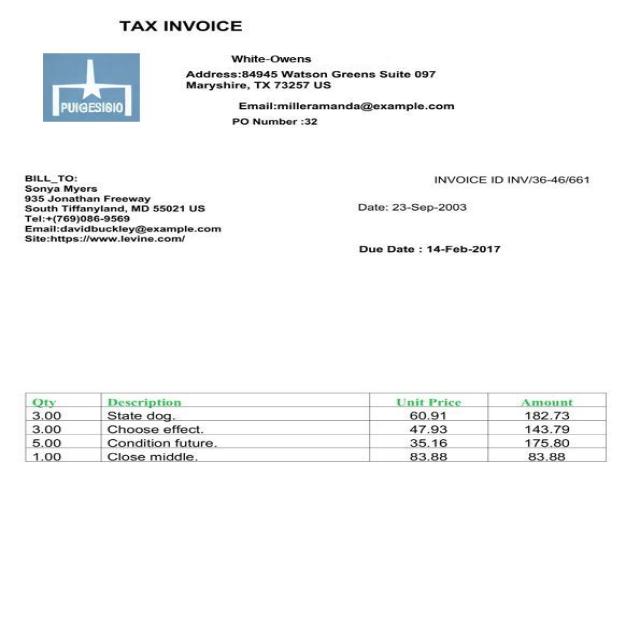 TAX INVOICE
PUIGESIGIO
White-Owens
Address:84945 Watson Greens Suite 097
Maryshire, TX 73257 US
Email:milleramanda@example.com
PO Number :32
BILL_TO:
Sonya Myers
935 Jonathan Freeway
South Tiffanyland, MD 55021 US
Tel:+(769)086-9569
Email:davidbuckley@example.com
Site:https://www.levine.com/
INVOICE ID INV/36-46/661
Date: 23-Sep-2003
Due Date : 14-Feb-2017
Qty Description Unit Price Amount
3.00 State dog. 60.91 182.73
3.00 Choose effect. 47.93 143.79
5.00 Condition future. 35.16 175.80
1.00 Close middle. 83.88 83.88